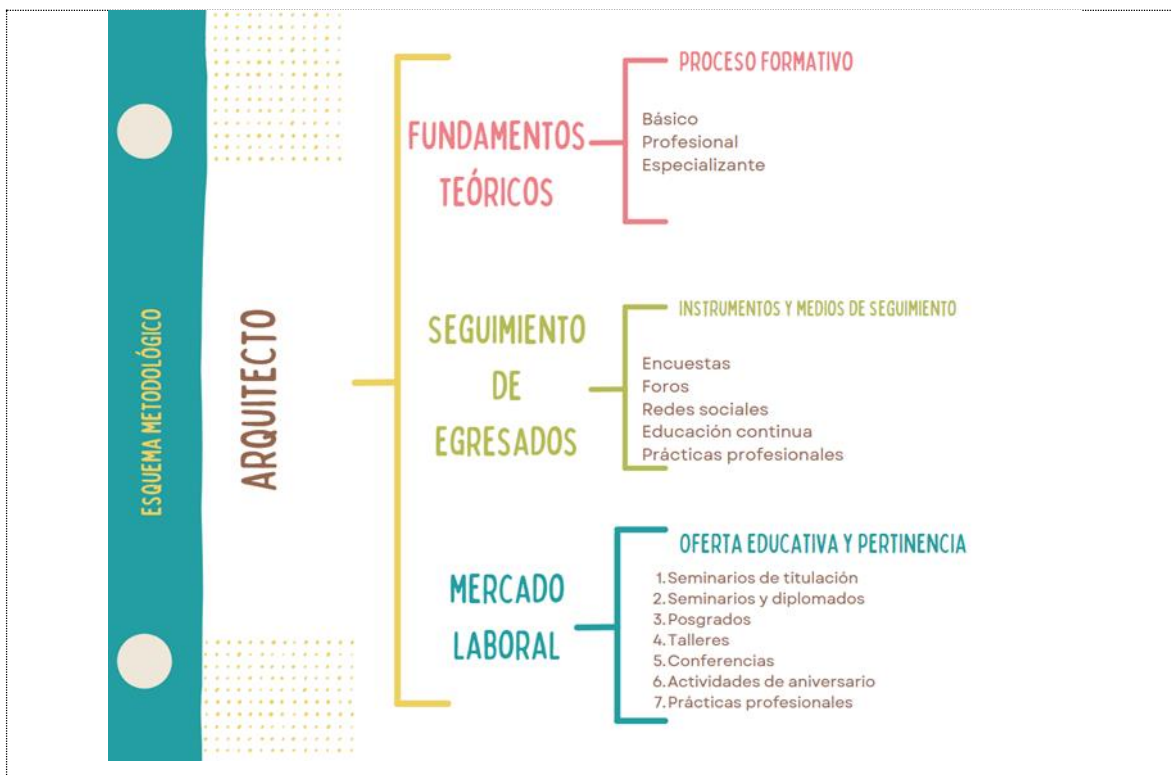 ESQUEMA METODOLÓGICO
ARQUITECTO
FUNDAMENTOS
TEÓRICOS
PROCESO FORMATIVO
Básico
Profesional
Especializante
SEGUIMIENTO
DE
EGRESADOS
INSTRUMENTOS Y MEDIOS DE SEGUIMIENTO
Encuestas
Foros
Redes sociales
Educación continua
Prácticas profesionales
MERCADO
LABORAL
OFERTA EDUCATIVA Y PERTINENCIA
1. Seminarios de titulación
2. Seminarios y diplomados
3. Posgrados
4. Talleres
5. Conferencias
6. Actividades de aniversario
7. Prácticas profesionales